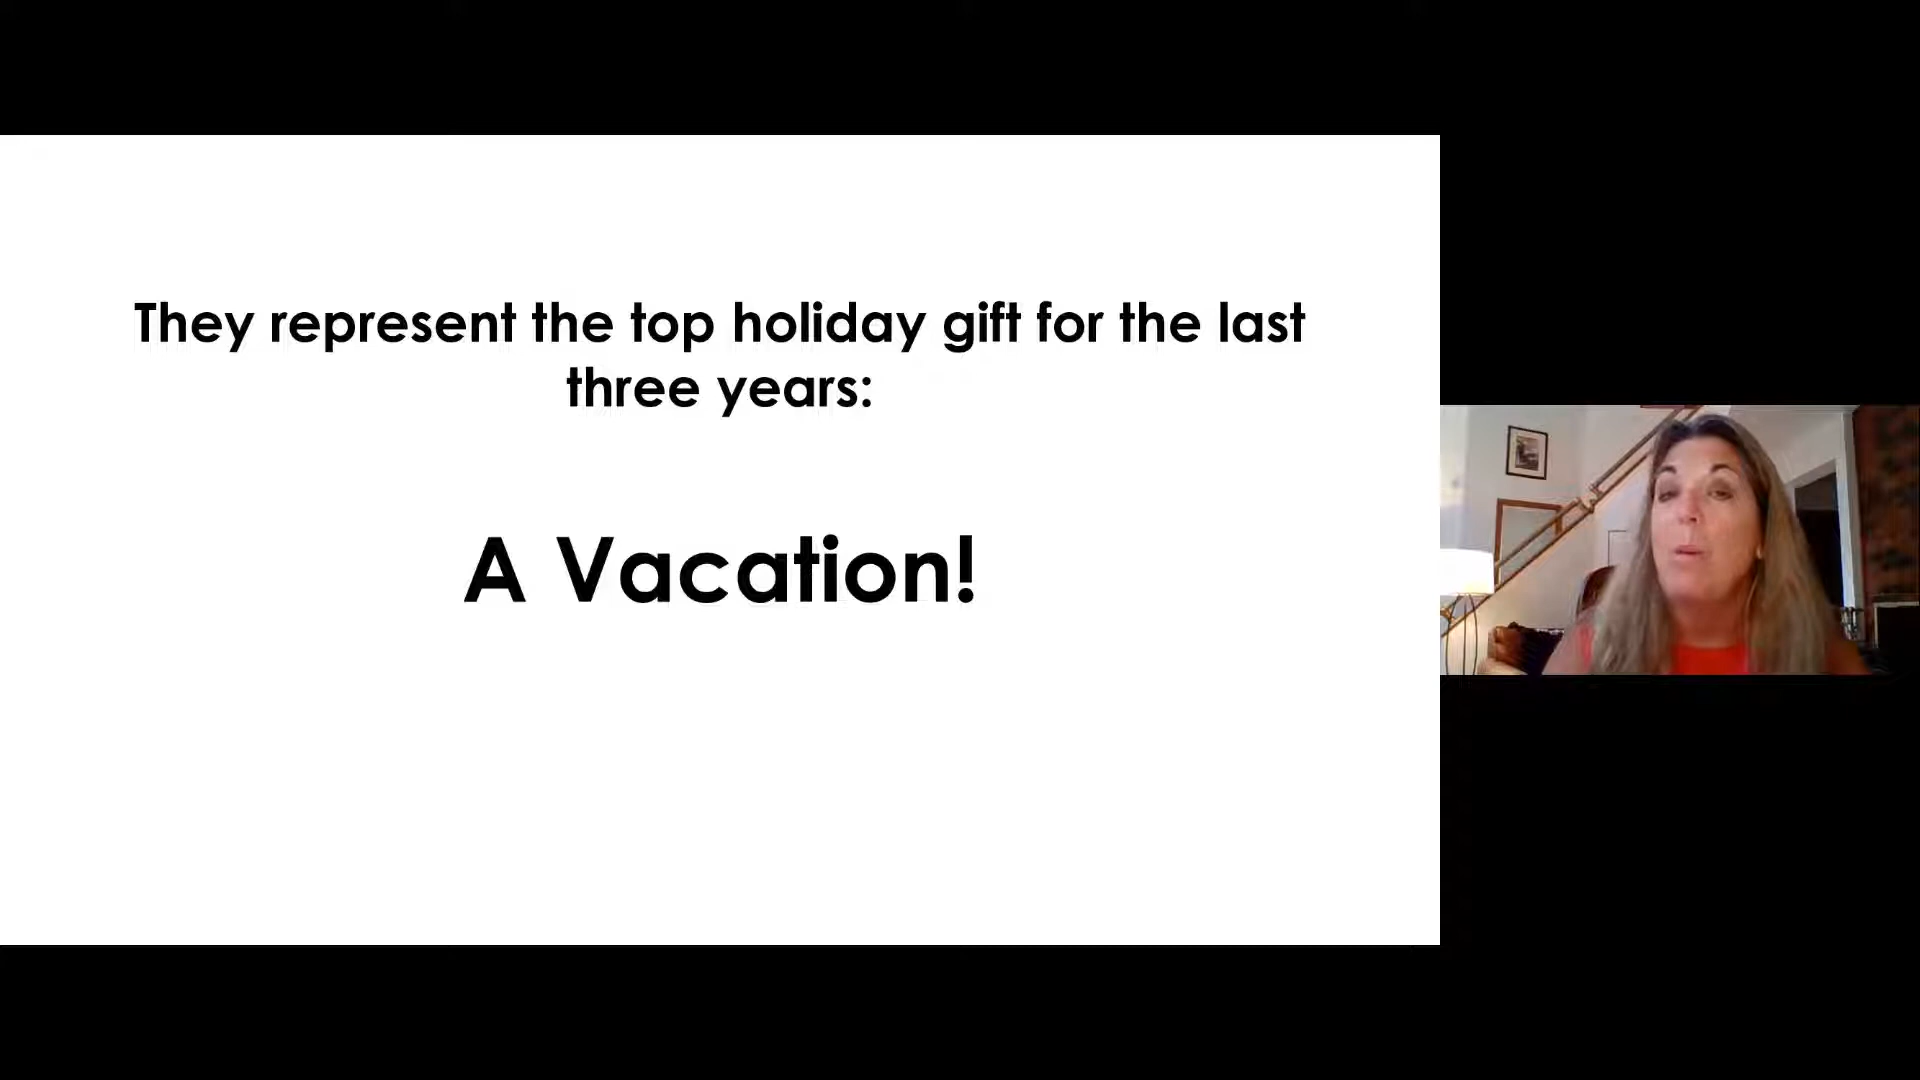 They represent the top holiday gift for the last
three years:
A Vacation!